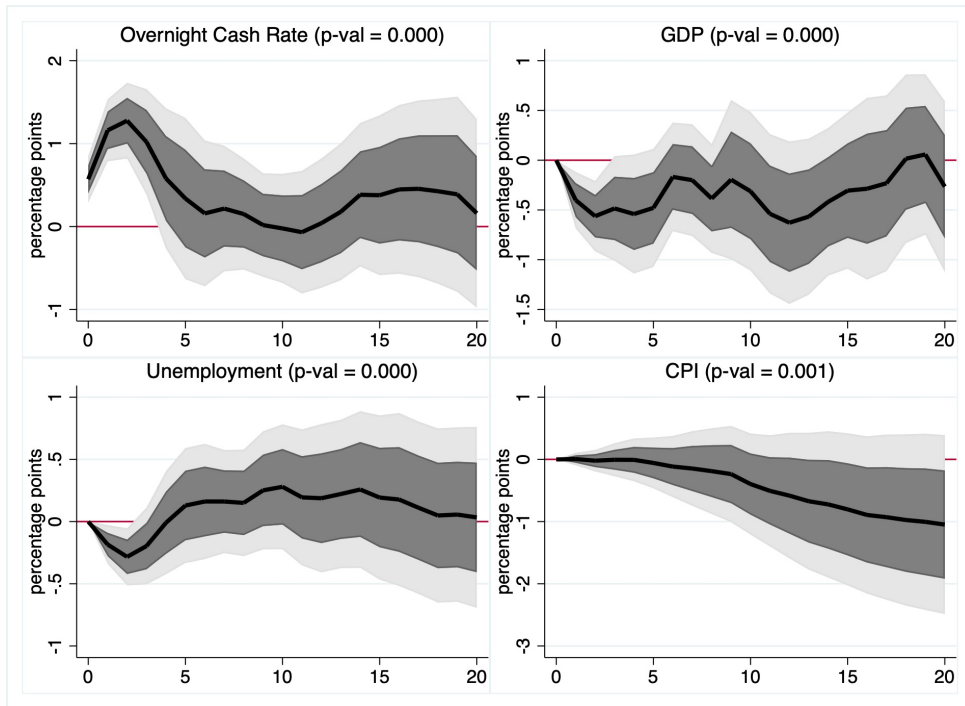 Overnight Cash Rate (p-val = 0.000)
percentage points
2
1
0
-1
0 5 10 15 20
GDP (p-val = 0.000)
percentage points
1
.5
0
-.5
-1
-1.5
0 5 10 15 20
Unemployment (p-val = 0.000)
percentage points
1
.5
0
-.5
-1
0 5 10 15 20
CPI (p-val = 0.001)
percentage points
1
0
-1
-2
-3
0 5 10 15 20